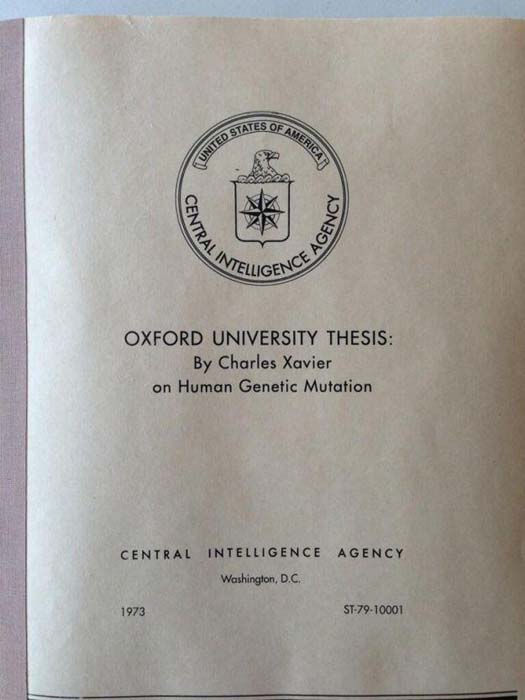 UNITED STATES OF AMERICA
CENTRAL INTELLIGENCE AGENCY
OXFORD UNIVERSITY THESIS:
By Charles Xavier
on Human Genetic Mutation
CENTRAL INTELLIGENCE AGENCY
Washington, D.C.
1973 ST-79-10001